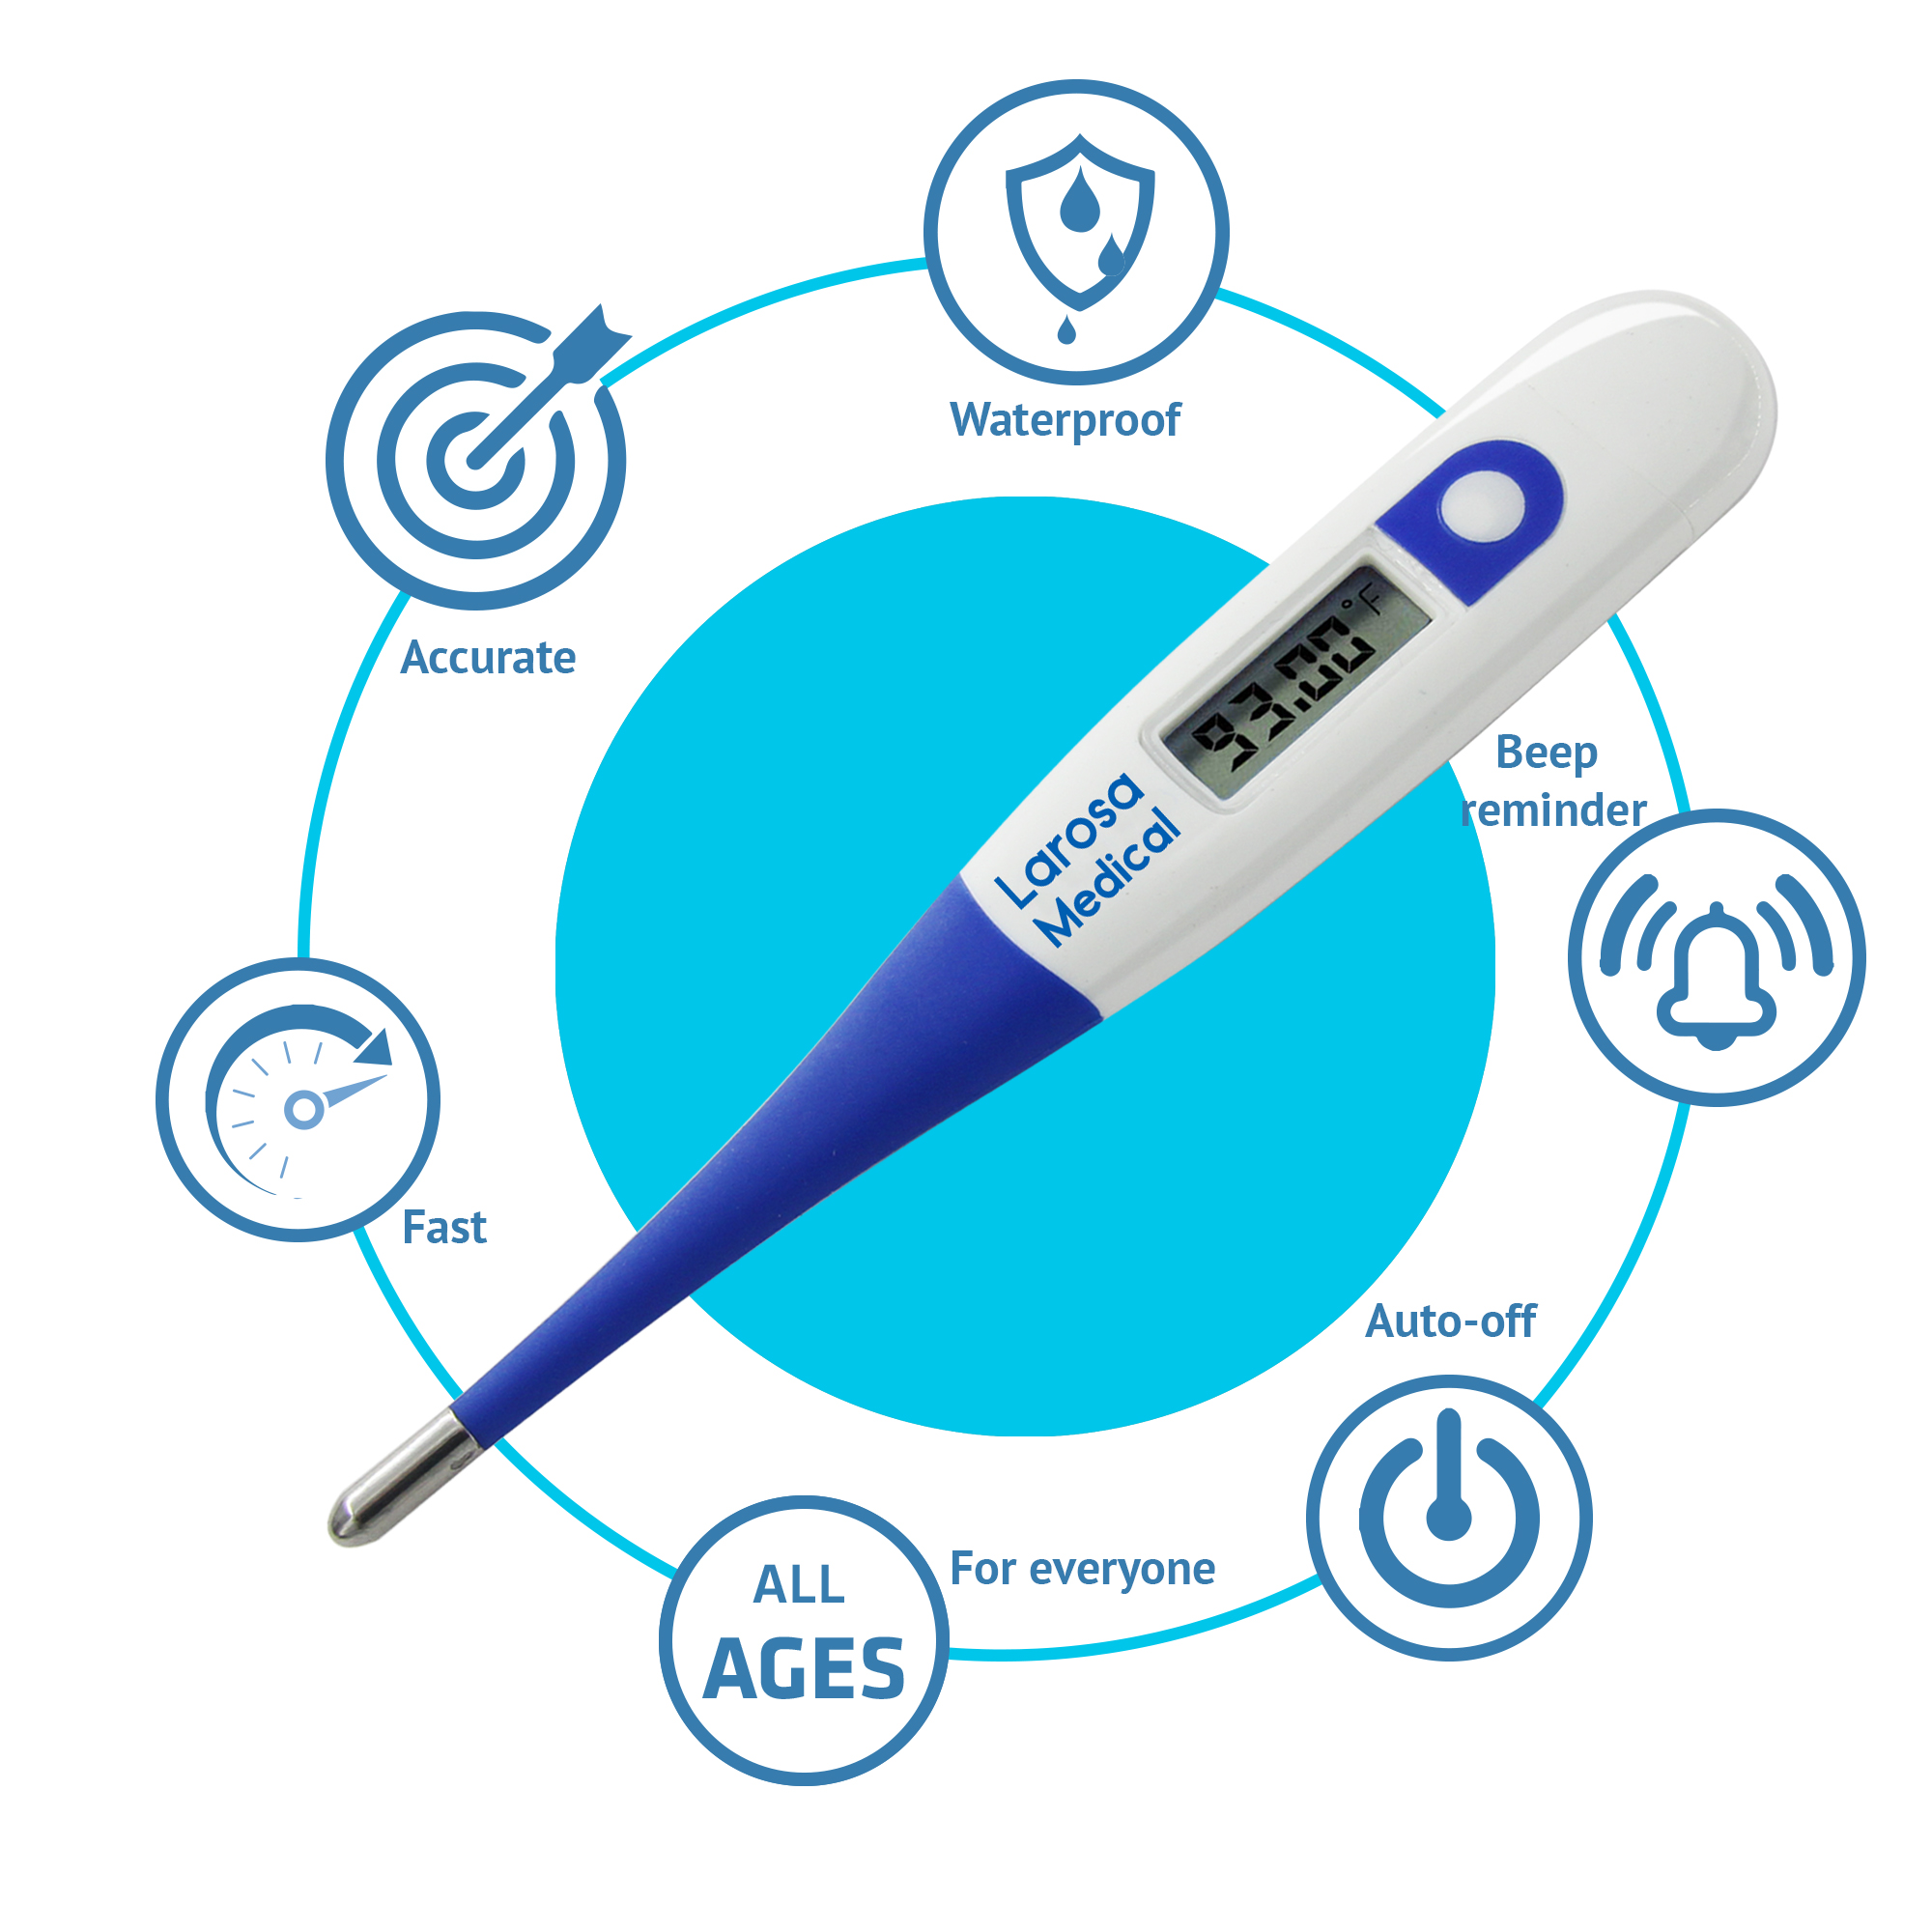 Waterproof
Accurate
°F
Beep
reminder
Larosa
Medical
Fast
Auto-off
For everyone
ALL
AGES